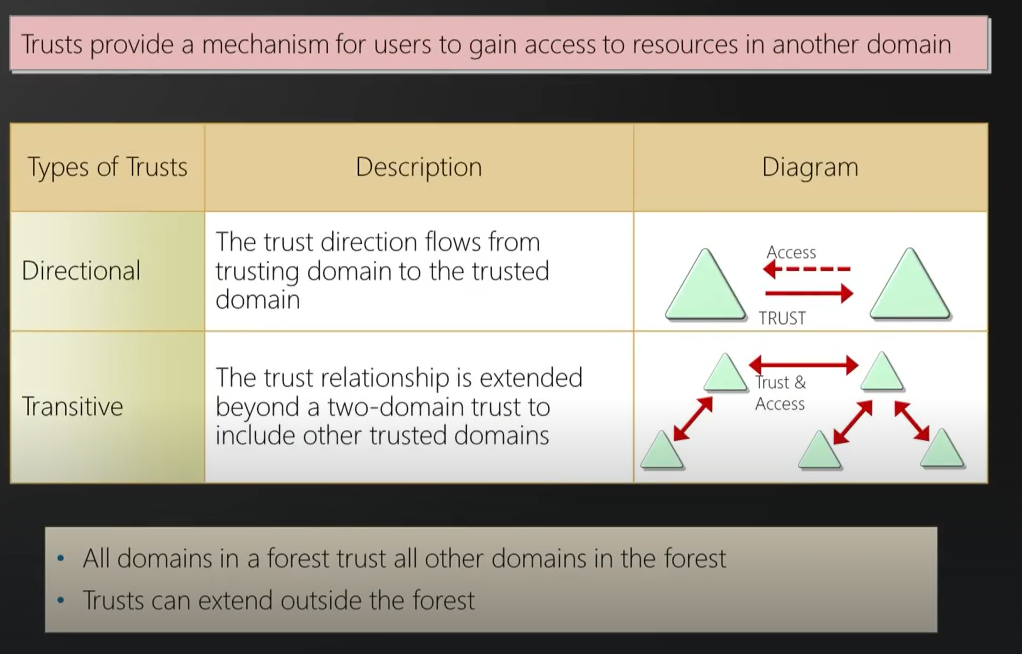 Trusts provide a mechanism for users to gain access to resources in another domain
Types of Trusts
Description
Diagram
Directional
The trust direction flows from
trusting domain to the trusted
domain
Access
TRUST
Transitive
The trust relationship is extended
beyond a two-domain trust to
include other trusted domains
Trust &
Access
• All domains in a forest trust all other domains in the forest
• Trusts can extend outside the forest